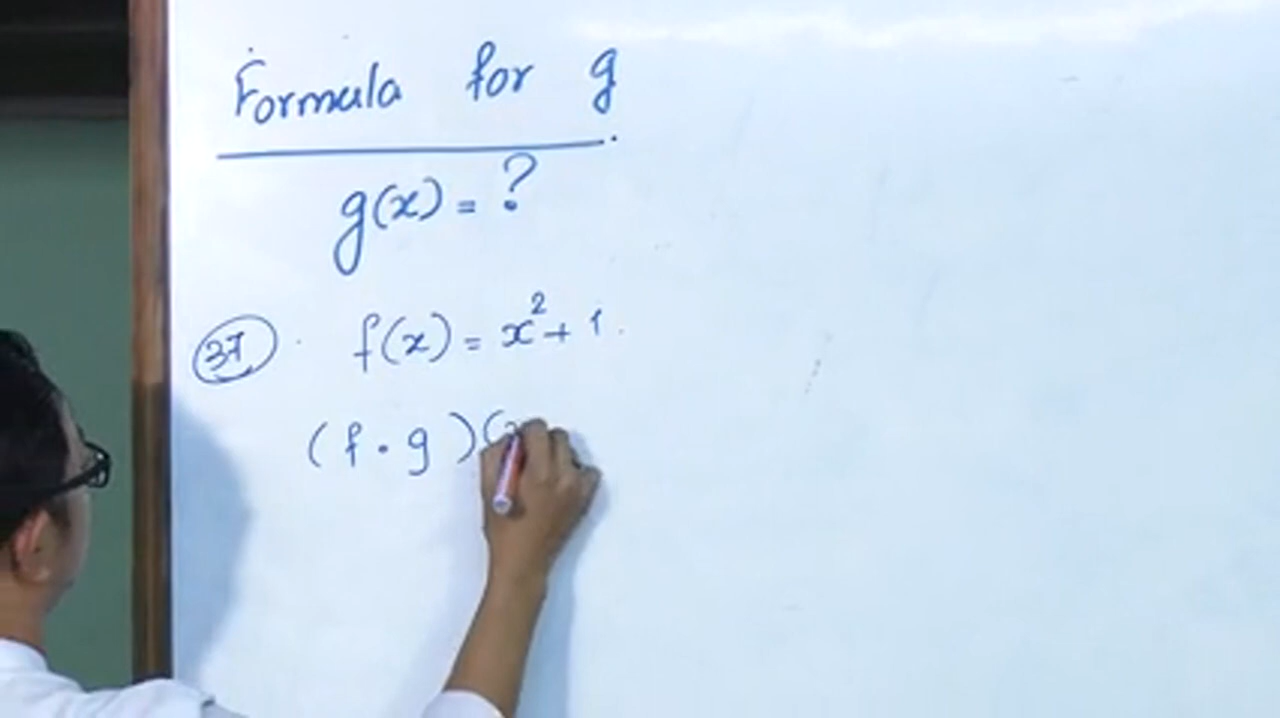 Formula for g
g(x) = ?
37. f(x) = x² + 1.
(f . g)(x